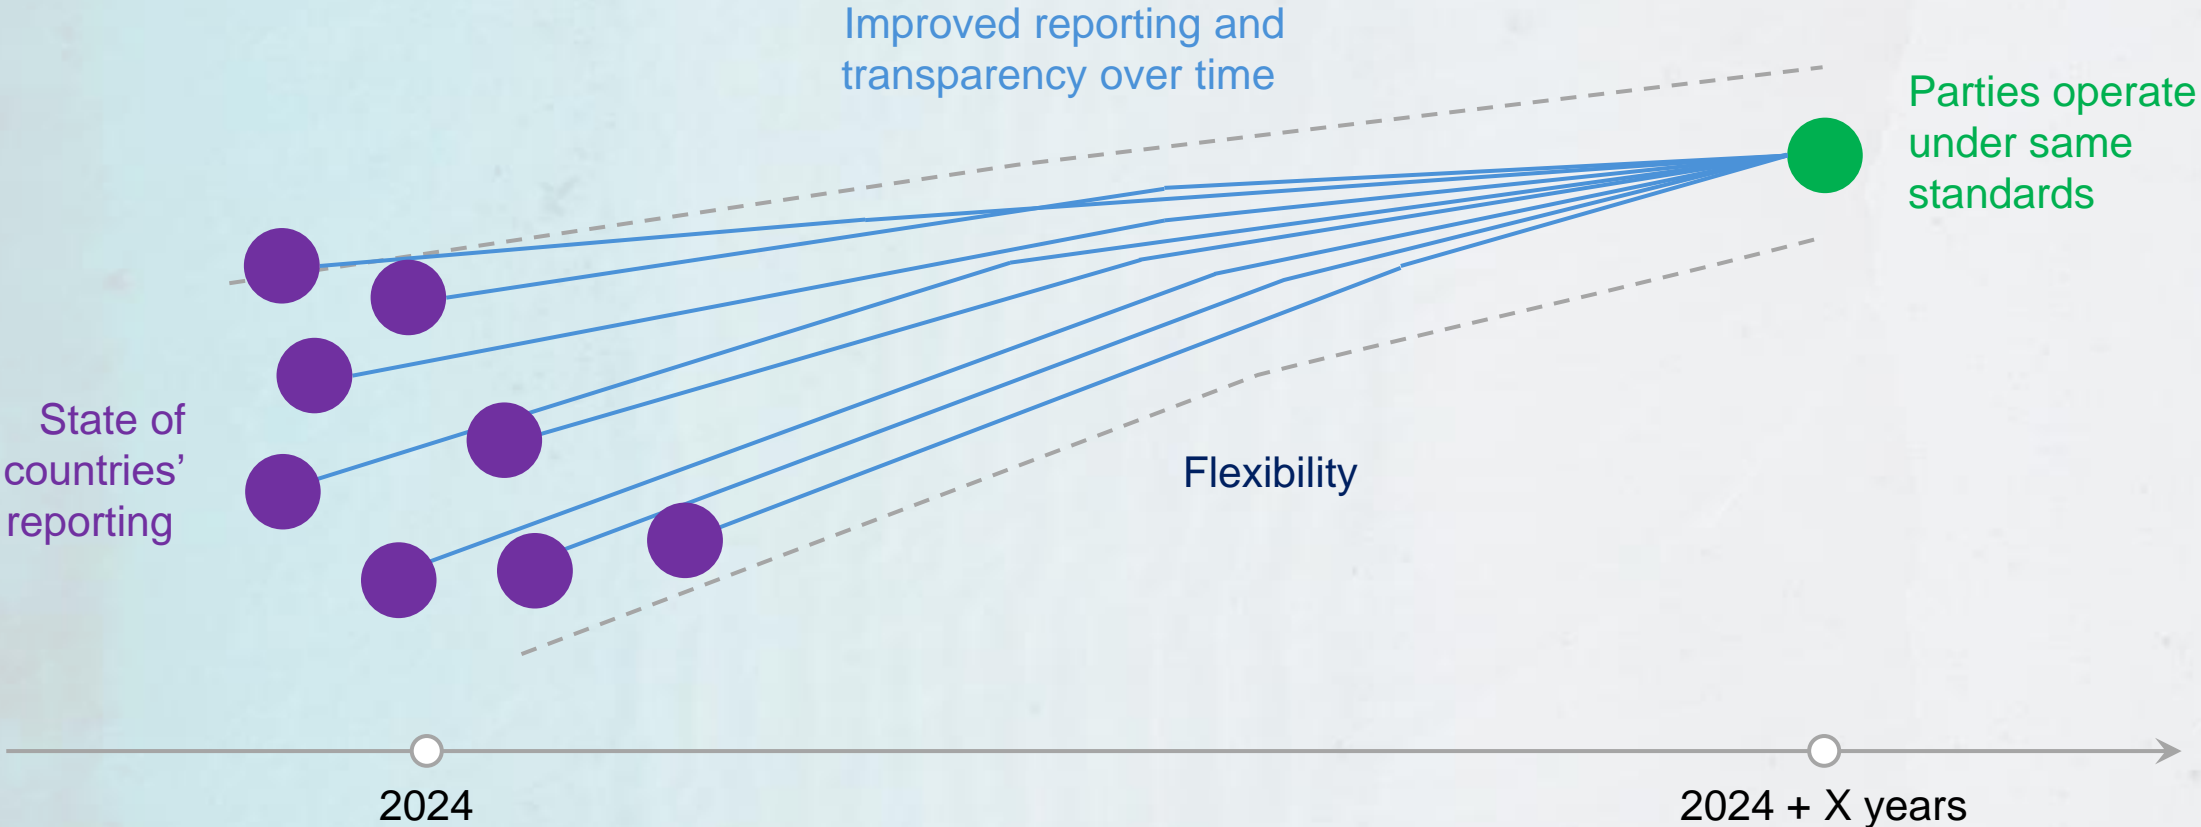 Improved reporting and
transparency over time
Parties operate
under same
standards
State of
countries’
reporting
Flexibility
2024
2024 + X years